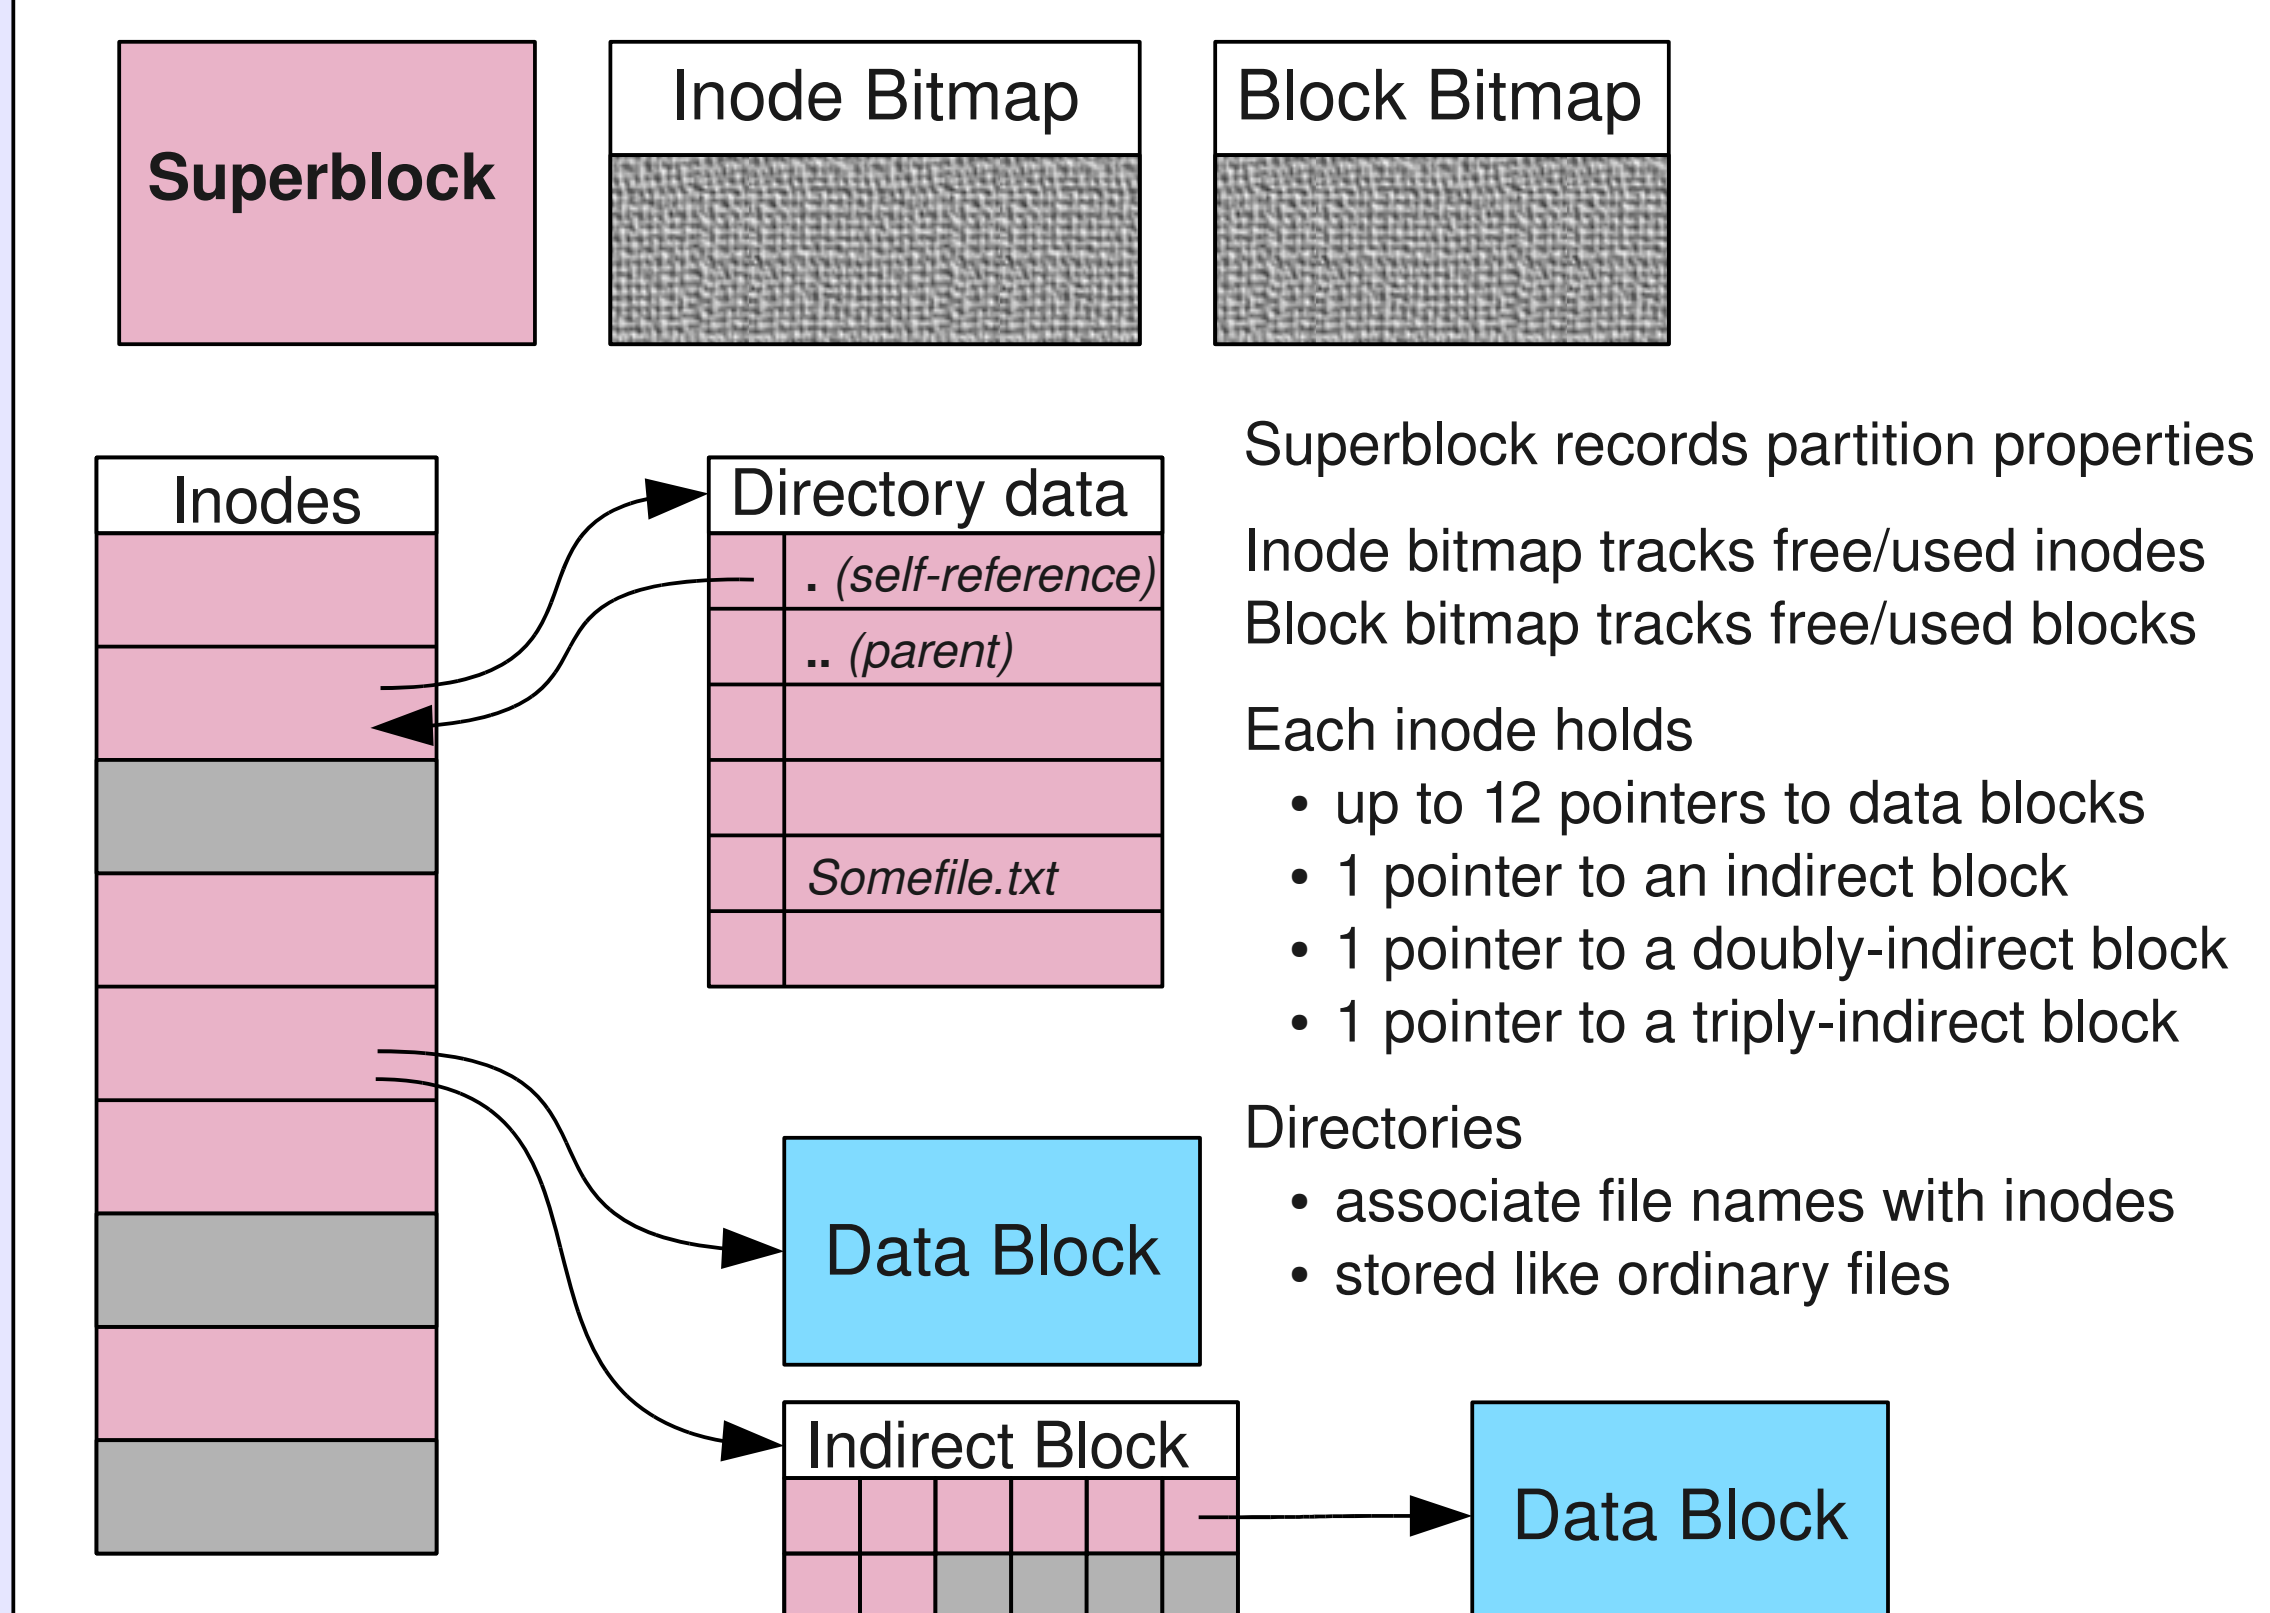 Superblock
Inode Bitmap
Block Bitmap
Inodes
Directory data
. (self-reference)
.. (parent)
Somefile.txt
Superblock records partition properties
Inode bitmap tracks free/used inodes
Block bitmap tracks free/used blocks
Each inode holds
• up to 12 pointers to data blocks
• 1 pointer to an indirect block
• 1 pointer to a doubly-indirect block
• 1 pointer to a triply-indirect block
Directories
• associate file names with inodes
• stored like ordinary files
Data Block
Indirect Block
Data Block